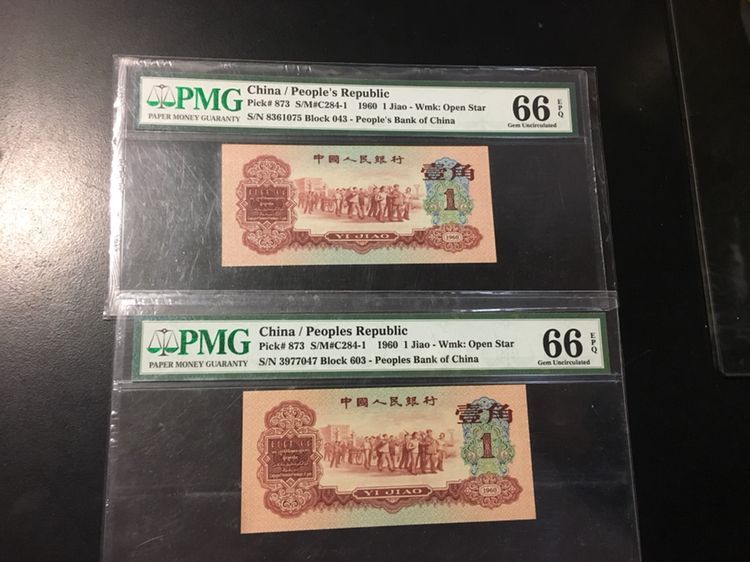 PMG
PAPER MONEY GUARANTY
China / People's Republic
Pick# 873 S/M#C284-1 1960 1 Jiao - Wmk: Open Star
S/N 8361075 Block 043 - People's Bank of China
66 EPQ
Gem Uncirculated
中國人民銀行
壹角
1
YI JIAO
1960
PMG
PAPER MONEY GUARANTY
China / Peoples Republic
Pick# 873 S/M#C284-1 1960 1 Jiao - Wmk: Open Star
S/N 3977047 Block 603 - Peoples Bank of China
66 EPQ
Gem Uncirculated
中國人民銀行
壹角
1
YI JIAO
1960